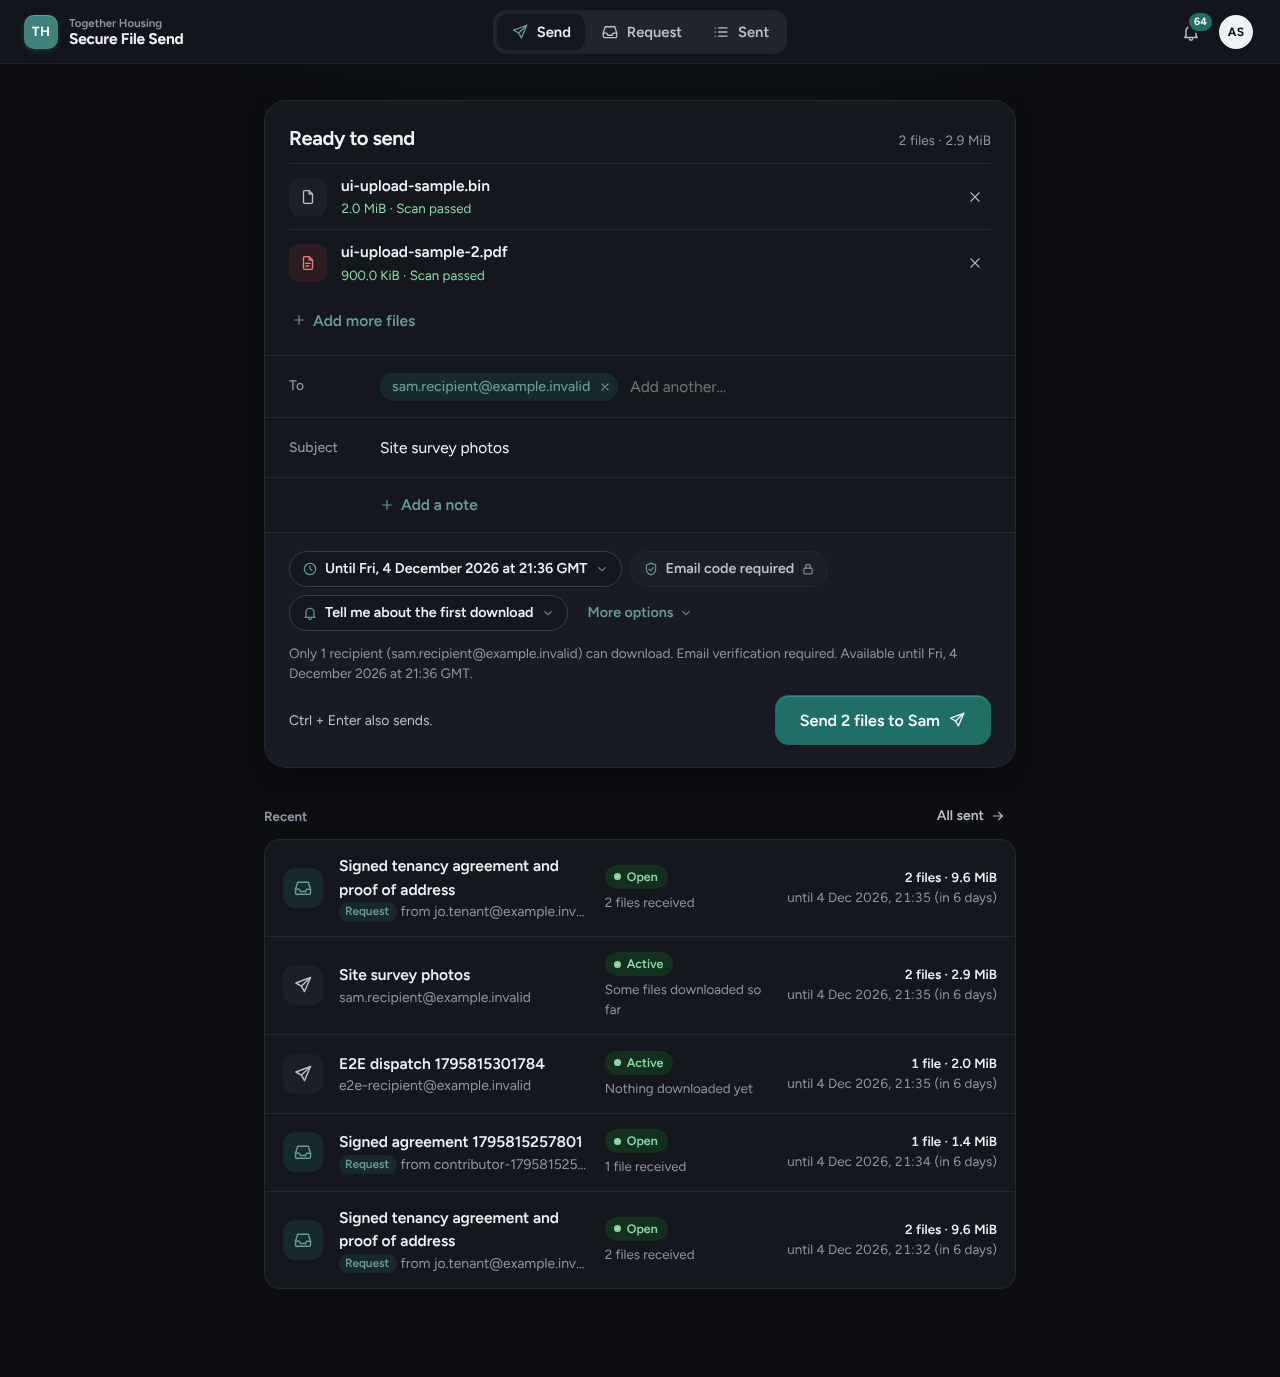 TH
Together Housing
Secure File Send
Send
Request
Sent
64
AS
Ready to send
2 files · 2.9 MiB
ui-upload-sample.bin
2.0 MiB · Scan passed
ui-upload-sample-2.pdf
900.0 KiB · Scan passed
+ Add more files
To
sam.recipient@example.invalid ×
Add another...
Subject
Site survey photos
+ Add a note
Until Fri, 4 December 2026 at 21:36 GMT
Email code required
Tell me about the first download
More options
Only 1 recipient (sam.recipient@example.invalid) can download. Email verification required. Available until Fri, 4
December 2026 at 21:36 GMT.
Ctrl + Enter also sends.
Send 2 files to Sam
Recent
All sent →
Signed tenancy agreement and
proof of address
Request from jo.tenant@example.inv...
Open
2 files received
2 files · 9.6 MiB
until 4 Dec 2026, 21:35 (in 6 days)
Site survey photos
sam.recipient@example.invalid
Active
Some files downloaded so
far
2 files · 2.9 MiB
until 4 Dec 2026, 21:35 (in 6 days)
E2E dispatch 1795815301784
e2e-recipient@example.invalid
Active
Nothing downloaded yet
1 file · 2.0 MiB
until 4 Dec 2026, 21:35 (in 6 days)
Signed agreement 1795815257801
Request from contributor-179581525...
Open
1 file received
1 file · 1.4 MiB
until 4 Dec 2026, 21:34 (in 6 days)
Signed tenancy agreement and
proof of address
Request from jo.tenant@example.inv...
Open
2 files received
2 files · 9.6 MiB
until 4 Dec 2026, 21:32 (in 6 days)